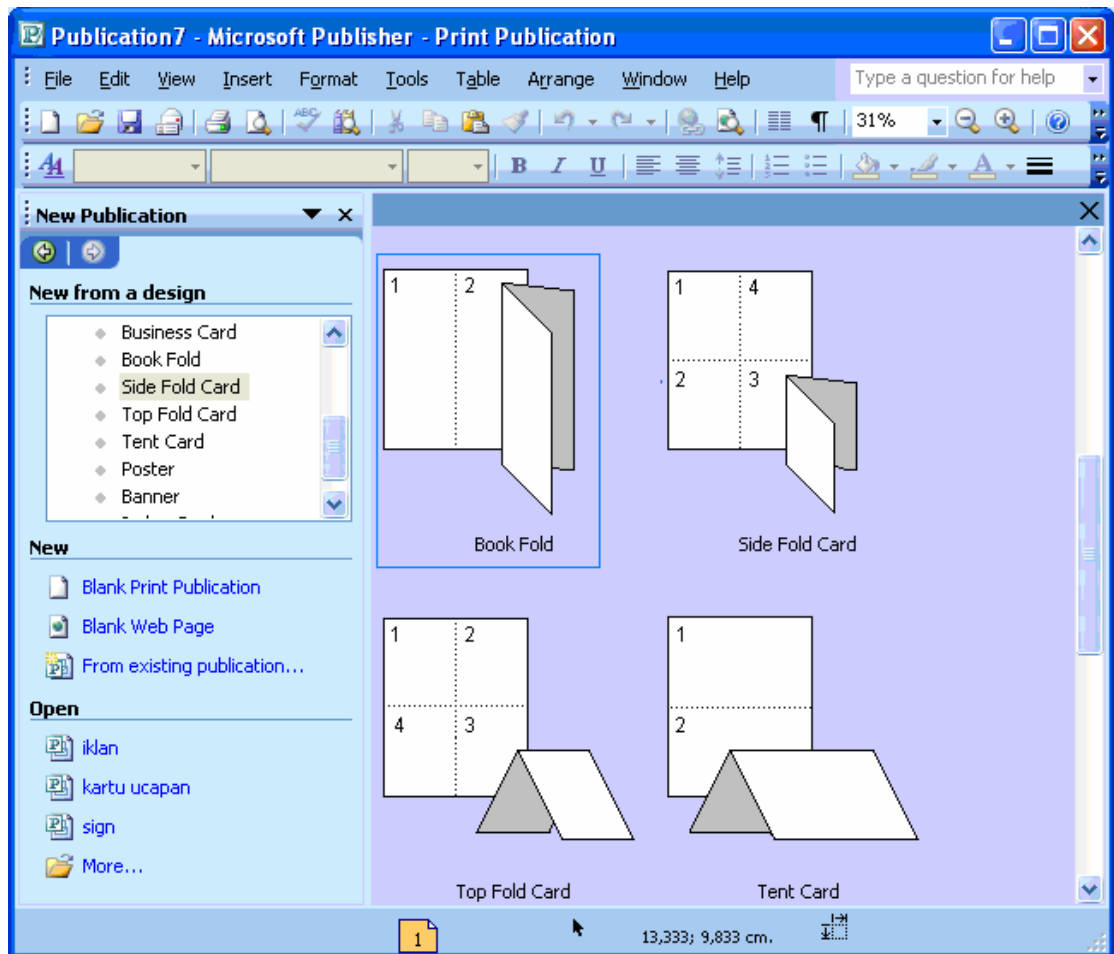 Publication7 - Microsoft Publisher - Print Publication
File Edit View Insert Format Tools Table Arrange Window Help Type a question for help
ABC ¶ 31%
A4 B I U A
New Publication
New from a design
Business Card
Book Fold
Side Fold Card
Top Fold Card
Tent Card
Poster
Banner
New
Blank Print Publication
Blank Web Page
From existing publication...
Open
iklan
kartu ucapan
sign
More...
1 2
Book Fold
1 4
2 3
Side Fold Card
1 2
4 3
Top Fold Card
1
2
Tent Card
1 13,333; 9,833 cm.